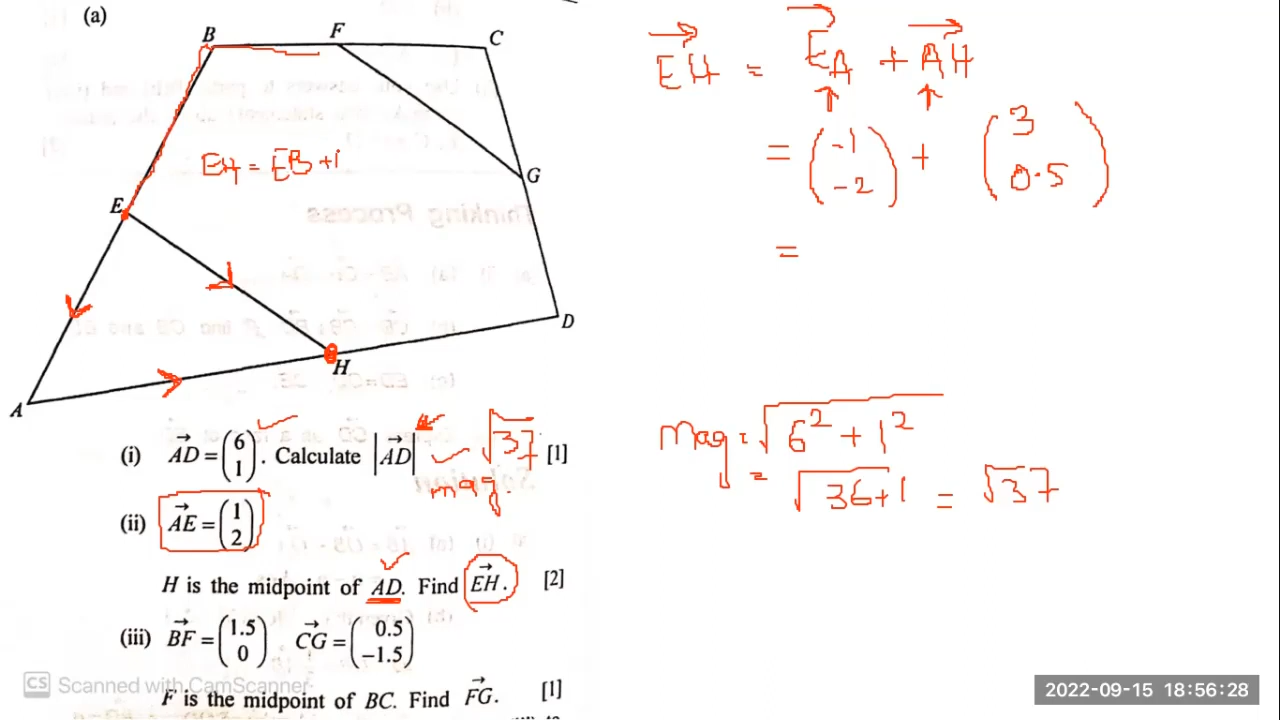 (a)
B F C
E G
D
H
A
EH = EB +
→EH = →EA + →AH
= (-1 -2) + (3 0.5)
=
(i) →AD = (6 1). Calculate |→AD| √37 [1]
mag.
(ii) →AE = (1 2)
H is the midpoint of AD. Find →EH. [2]
(iii) →BF = (1.5 0) →CG = (0.5 -1.5)
F is the midpoint of BC. Find →FG. [1]
Mag = √6² + 1²
= √36+1 = √37
Thinking Process
Solution
CS Scanned with CamScanner
2022-09-15 18:56:28